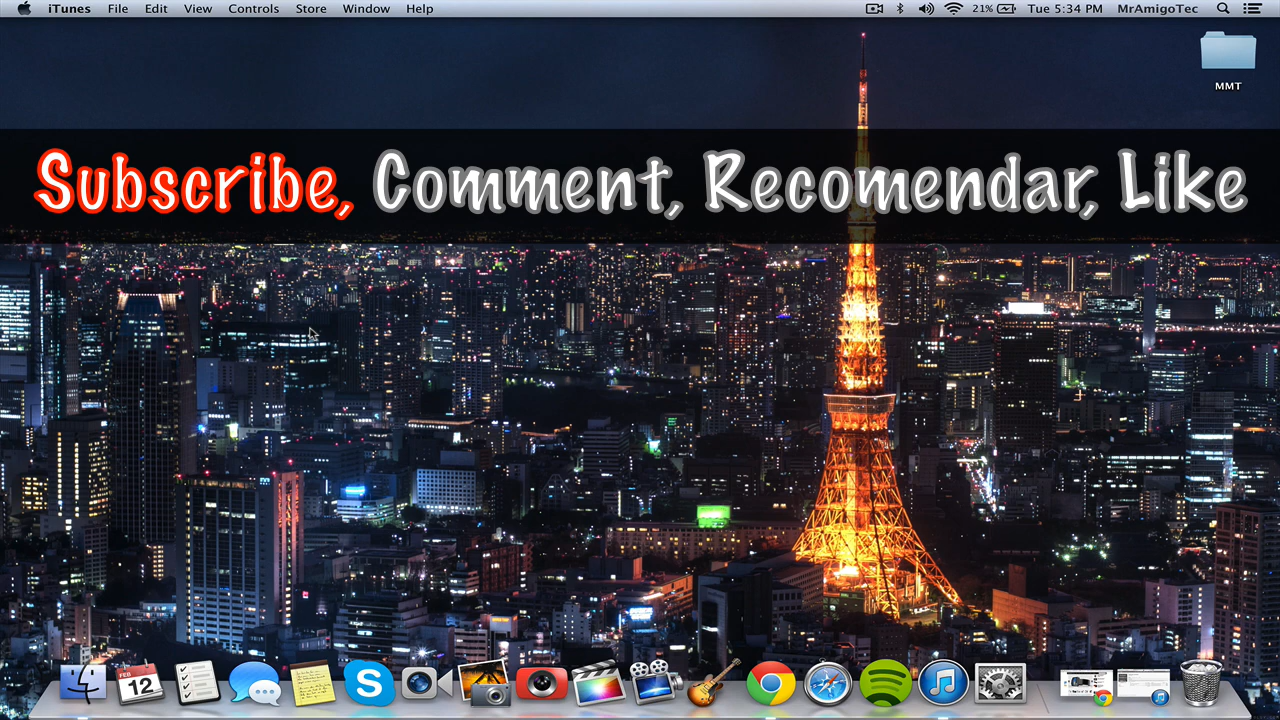 iTunes File Edit View Controls Store Window Help 21% Tue 5:34 PM MrAmigoTec
MMT
Subscribe, Comment, Recomendar, Like
FEB
12